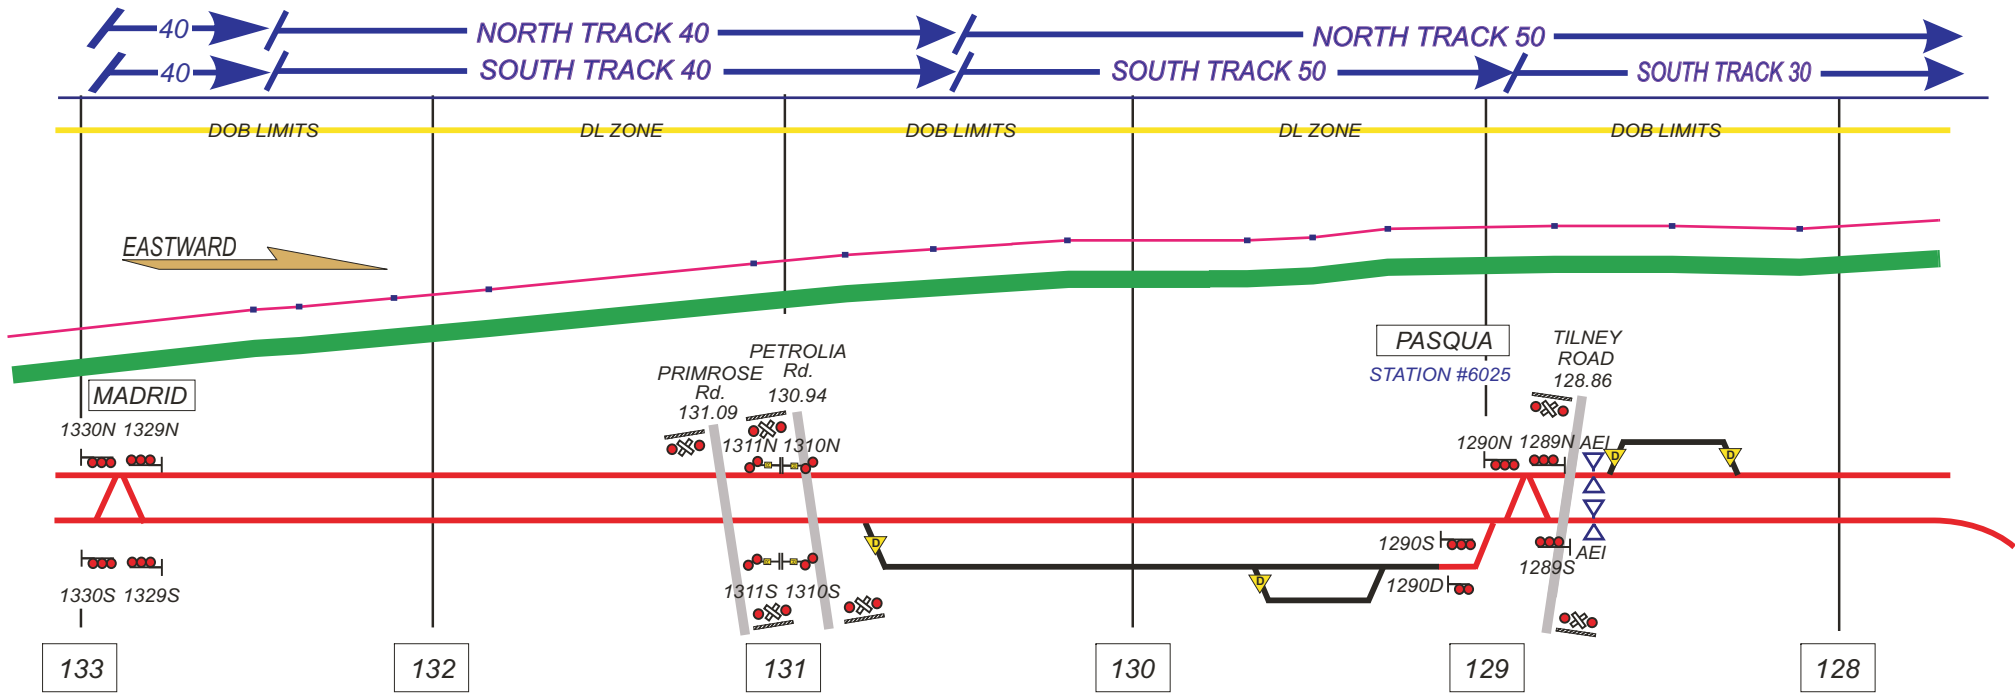 40 NORTH TRACK 40 NORTH TRACK 50
40 SOUTH TRACK 40 SOUTH TRACK 50 SOUTH TRACK 30
DOB LIMITS DL ZONE DOB LIMITS DL ZONE DOB LIMITS
EASTWARD
MADRID
1330N 1329N
1330S 1329S
PRIMROSE
Rd.
131.09
PETROLIA
Rd.
130.94
1311N 1310N
1311S 1310S
D
D
PASQUA
STATION #6025
TILNEY
ROAD
128.86
1290N 1289N AEI
D D
1290S
1290D
1289S AEI
133 132 131 130 129 128